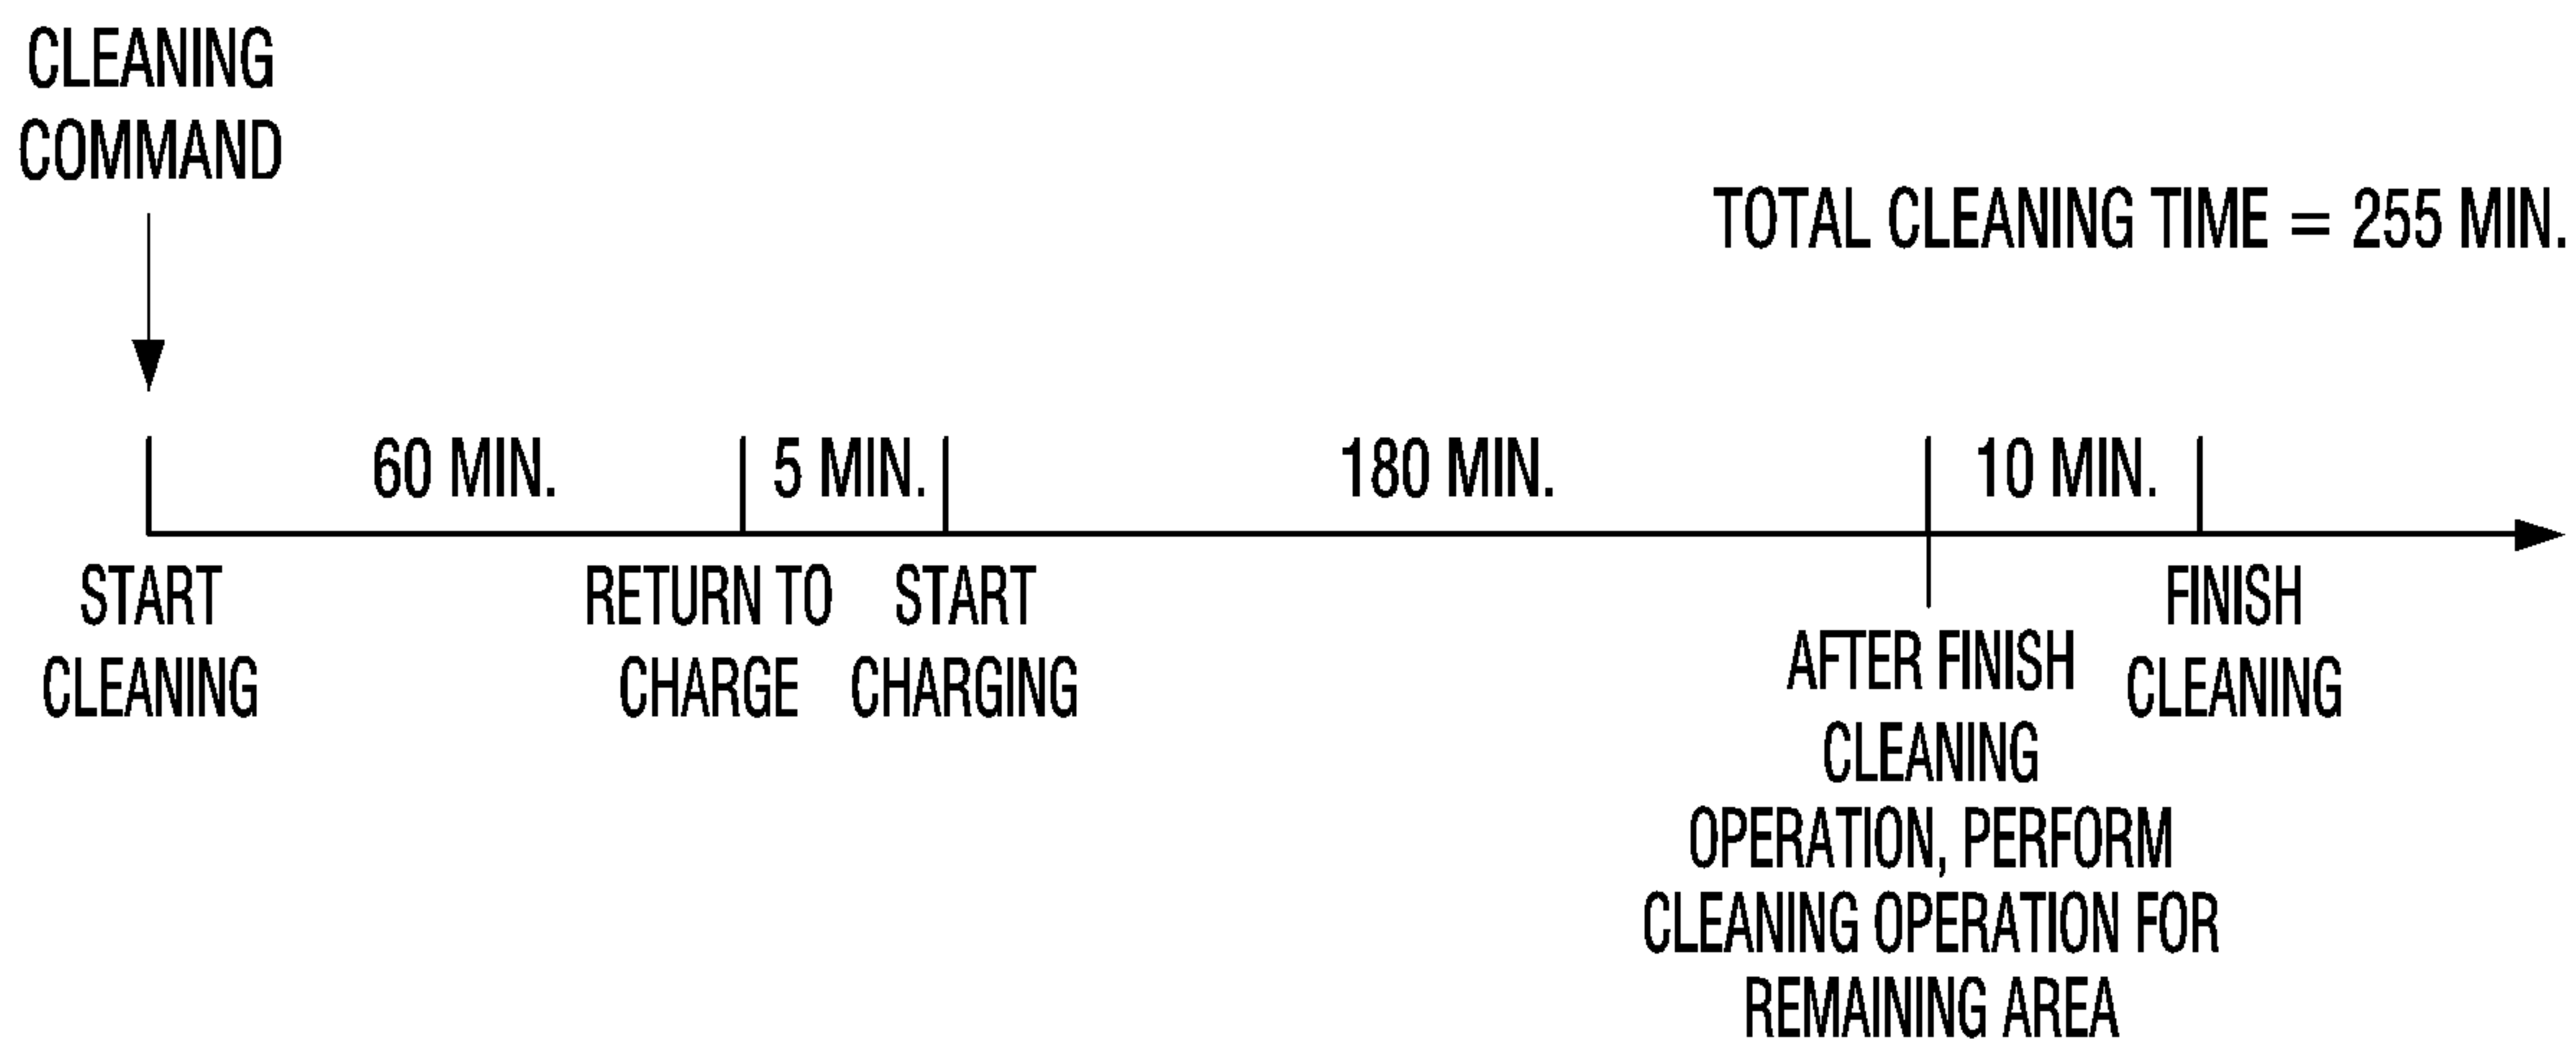 CLEANING
COMMAND
TOTAL CLEANING TIME = 255 MIN.
60 MIN.
5 MIN.
180 MIN.
10 MIN.
START
CLEANING
RETURN TO
CHARGE
START
CHARGING
AFTER FINISH
CLEANING
OPERATION, PERFORM
CLEANING OPERATION FOR
REMAINING AREA
FINISH
CLEANING